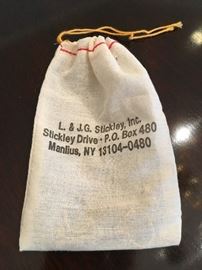 L. & J.G. Stickley, Inc.
Stickley Drive • P.O. Box 480
Manlius, NY 13104-0480